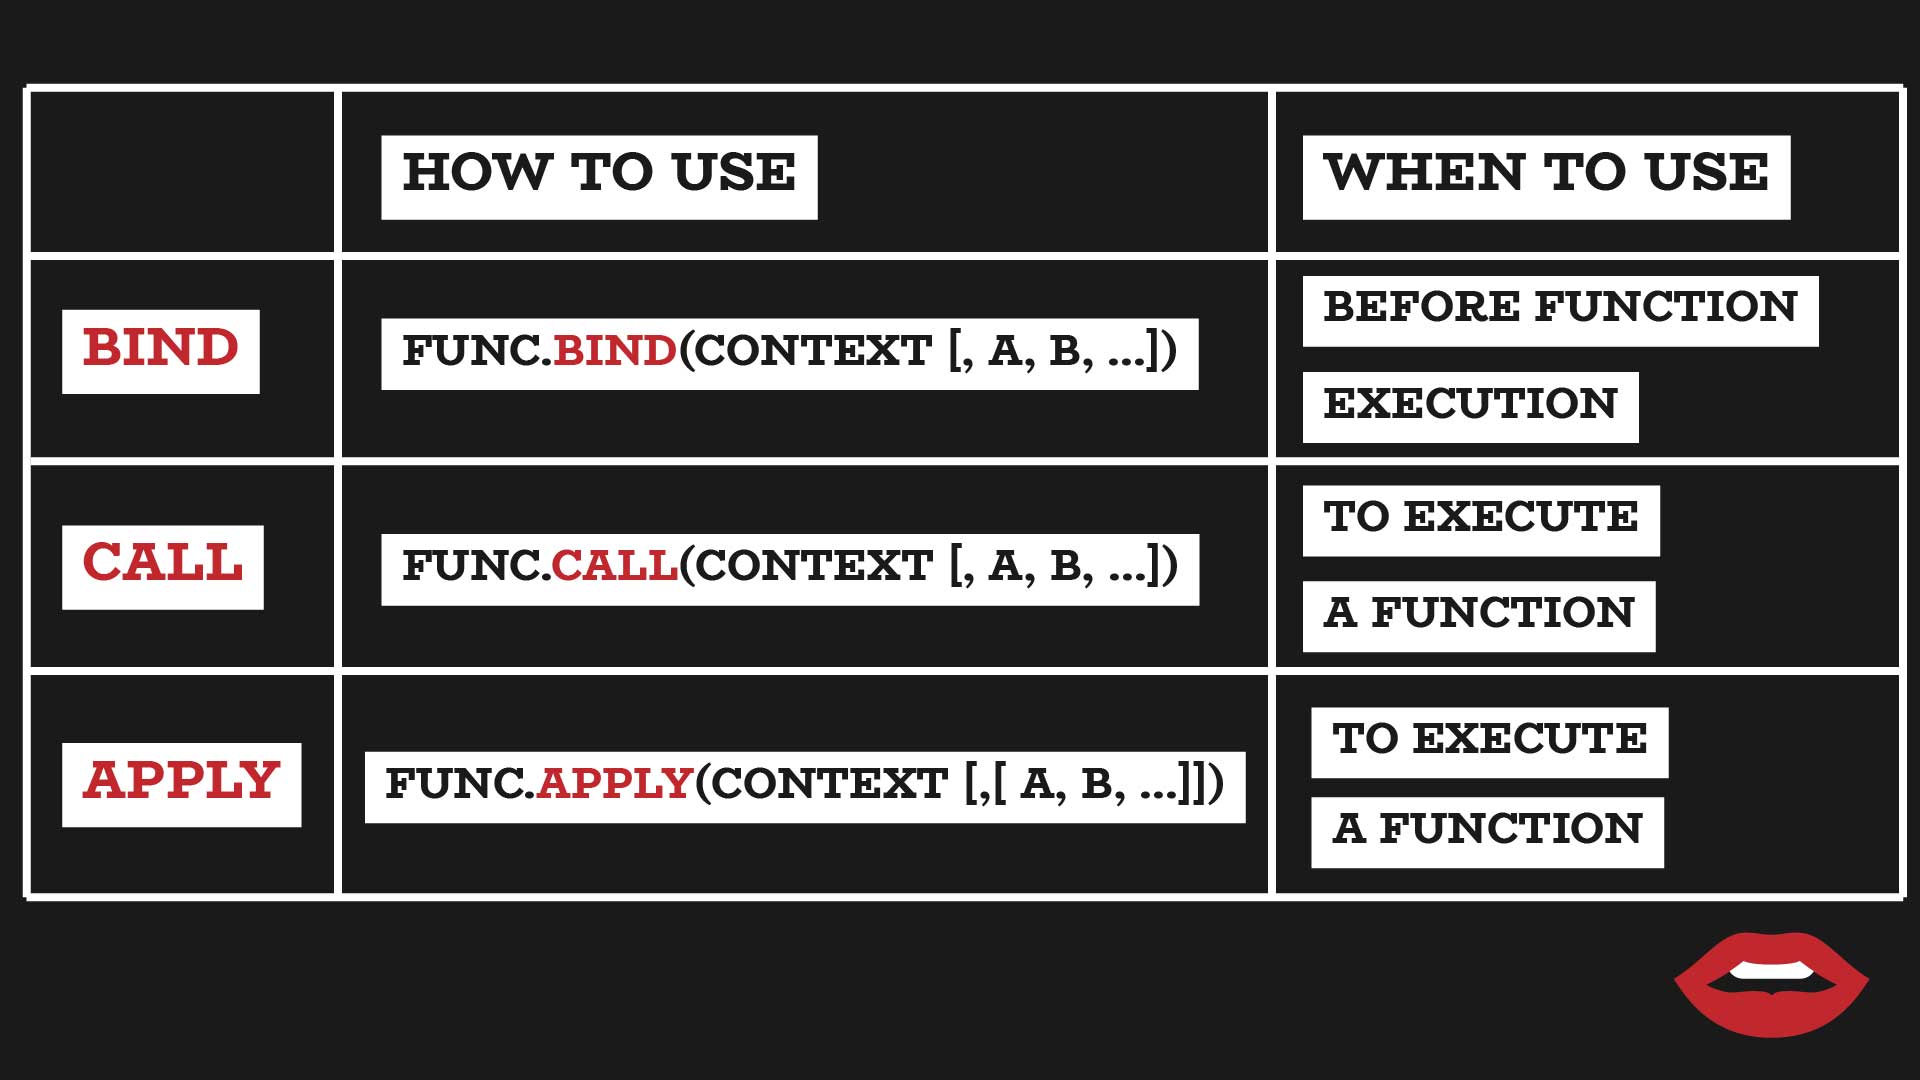 HOW TO USE
WHEN TO USE
BIND
FUNC.BIND(CONTEXT [, A, B, ...])
BEFORE FUNCTION
EXECUTION
CALL
FUNC.CALL(CONTEXT [, A, B, ...])
TO EXECUTE
A FUNCTION
APPLY
FUNC.APPLY(CONTEXT [,[ A, B, ...]])
TO EXECUTE
A FUNCTION